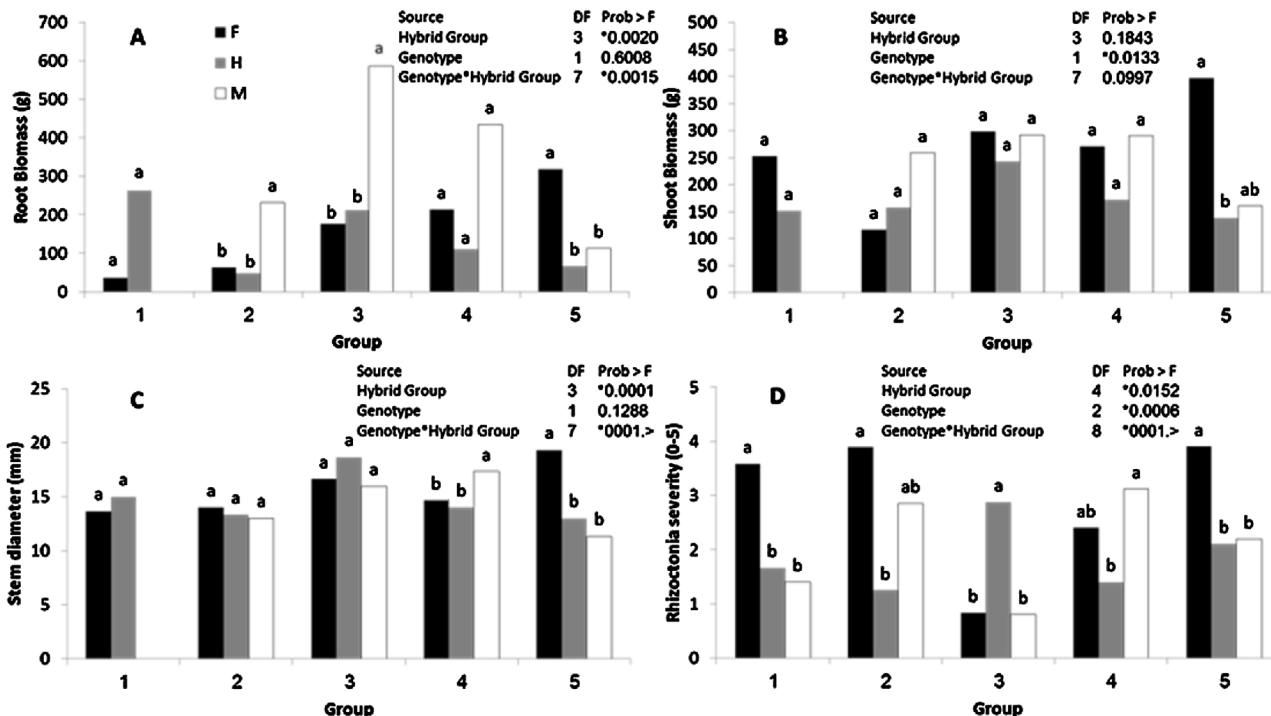 A
F
H
M
Source DF Prob > F
Hybrid Group 3 *0.0020
Genotype 1 0.6008
Genotype*Hybrid Group 7 *0.0015
Root Biomass (g)
700
600
500
400
300
200
100
0
a a
b b a
b b a
a a a
a b b
1 2 3 4 5
Group
B
Source DF Prob > F
Hybrid Group 3 0.1843
Genotype 1 *0.0133
Genotype*Hybrid Group 7 0.0997
Shoot Biomass (g)
500
450
400
350
300
250
200
150
100
50
0
a a
a a a
a a a
a a a
a b ab
1 2 3 4 5
Group
C
Source DF Prob > F
Hybrid Group 3 *0.0001
Genotype 1 0.1288
Genotype*Hybrid Group 7 *0001.>
Stem diameter (mm)
25
20
15
10
5
0
a a
a a a
a a a
b b a
a b b
1 2 3 4 5
Group
D
Source DF Prob > F
Hybrid Group 4 *0.0152
Genotype 2 *0.0006
Genotype*Hybrid Group 8 *0001.>
Rhizoctonia severity (0-5)
5
4
3
2
1
0
a b b
a b ab
b a b
ab b a
a b b
1 2 3 4 5
Group